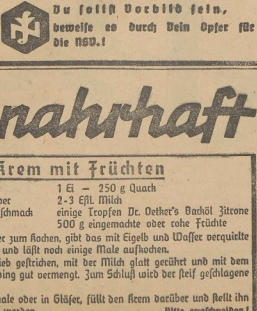 Du sollst Vorbild sein,
beweise es durch Dein Opfer für
die NSV.!
nahrhaft
krem mit Früchten
1 Ei – 250 g Quark
2-3 Eßl. Milch
schmack einige Tropfen Dr. Oetker's Backöl Zitrone
500 g eingemachte oder rohe Früchte
zum Kochen, gibt das mit Eigelb und Wasser verquirlte
und läßt noch einige Male aufkochen.
gestrichen, mit der Milch glatt gerührt und mit dem
gut vermengt. Zum Schluß wird der steif geschlagene
oder in Gläser, füllt den Krem darüber und stellt ihn